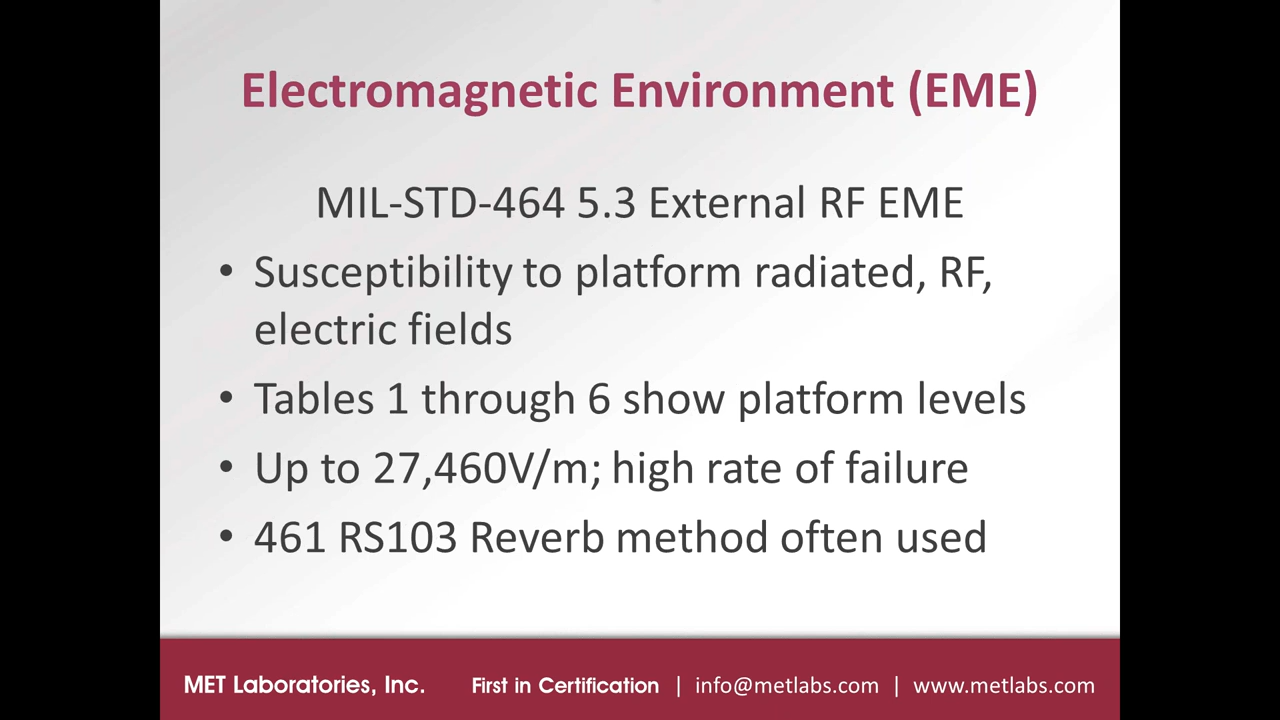 Electromagnetic Environment (EME)
MIL-STD-464 5.3 External RF EME
• Susceptibility to platform radiated, RF,
electric fields
• Tables 1 through 6 show platform levels
• Up to 27,460V/m; high rate of failure
• 461 RS103 Reverb method often used
MET Laboratories, Inc. First in Certification | info@metlabs.com | www.metlabs.com